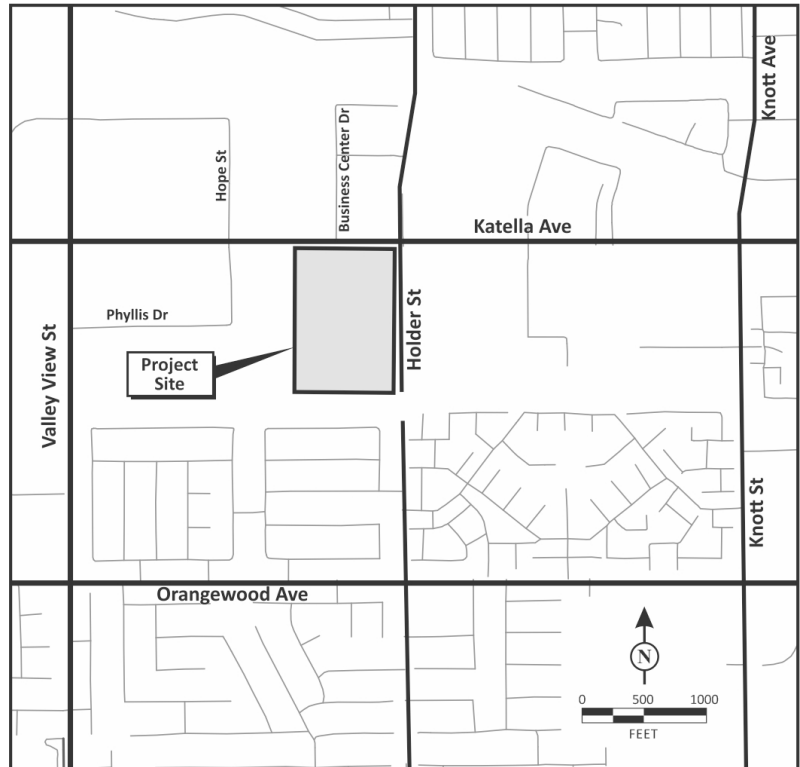 Knott Ave
Hope St
Business Center Dr
Katella Ave
Phyllis Dr
Holder St
Project
Site
Valley View St
Knott St
Orangewood Ave
N
0 500 1000
FEET